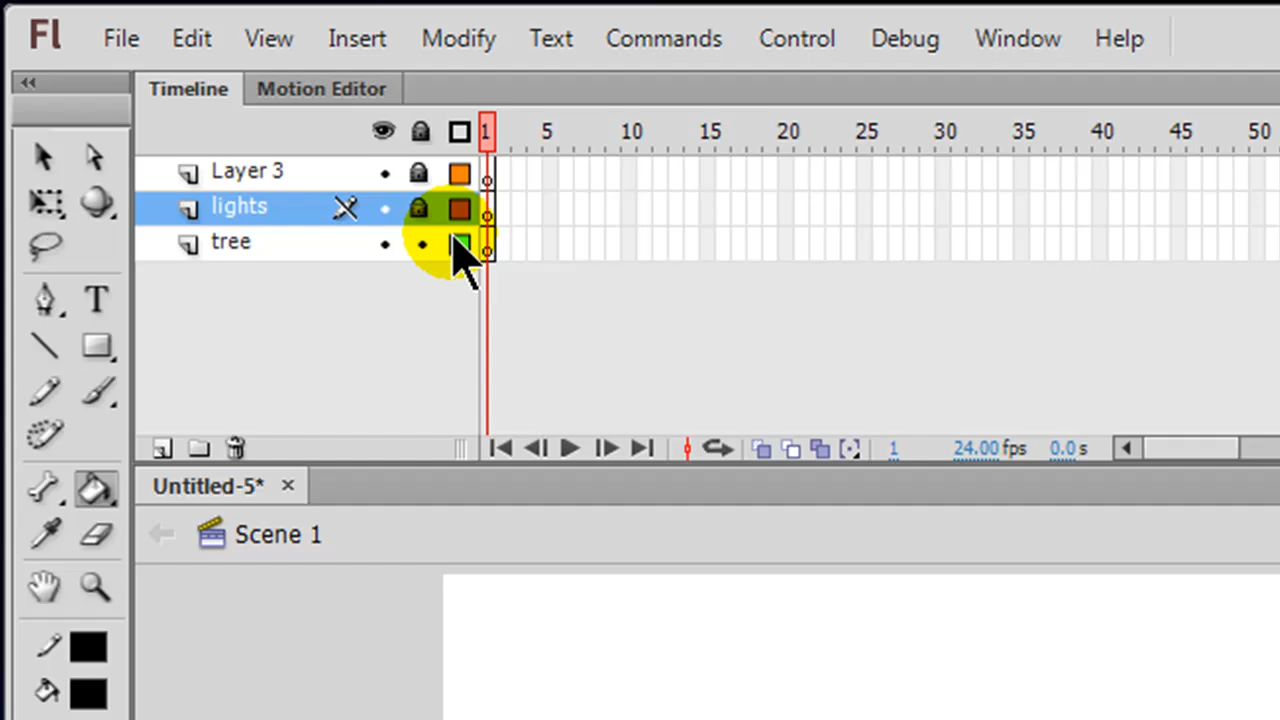 Fl File Edit View Insert Modify Text Commands Control Debug Window Help
Timeline Motion Editor
1 5 10 15 20 25 30 35 40 45 50
Layer 3
lights
tree
1 24.00 fps 0.0 s
Untitled-5* ×
Scene 1
T